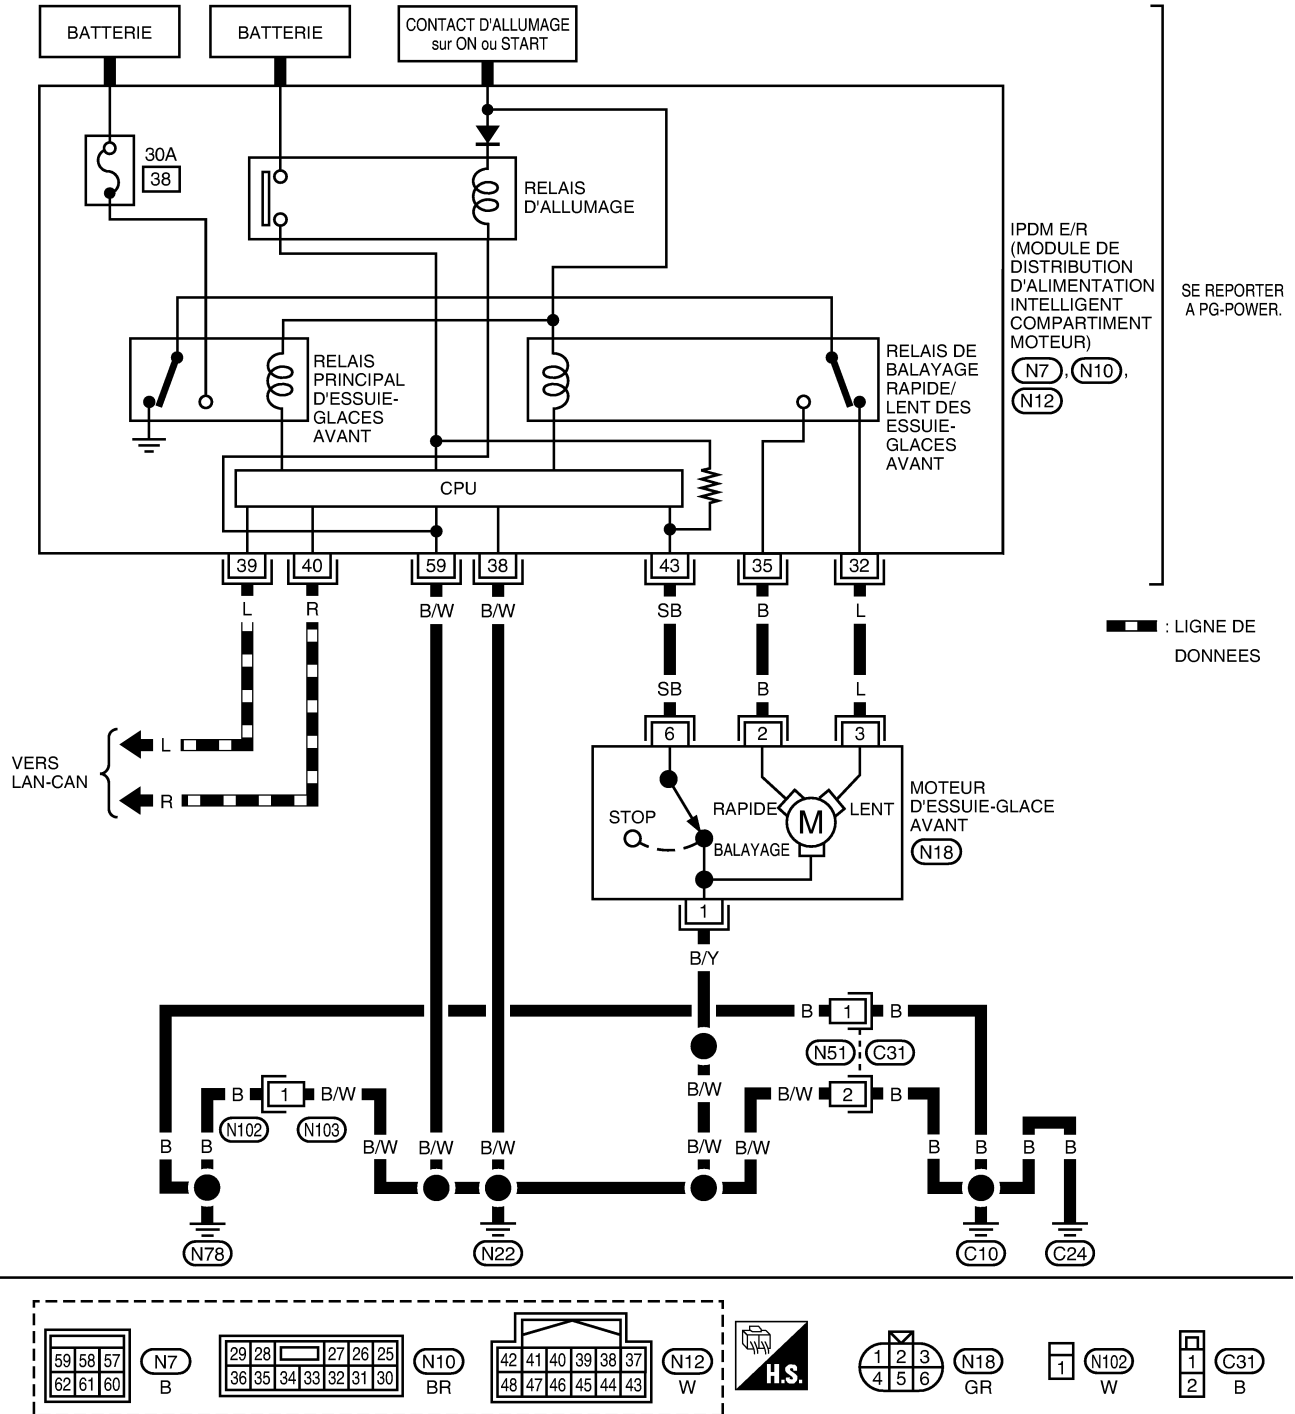 BATTERIE
BATTERIE
CONTACT D'ALLUMAGE
sur ON ou START
30A
38
RELAIS
D'ALLUMAGE
IPDM E/R
(MODULE DE
DISTRIBUTION
D'ALIMENTATION
INTELLIGENT
COMPARTIMENT
MOTEUR)
N7 , N10 ,
N12
SE REPORTER
A PG-POWER.
RELAIS
PRINCIPAL
D'ESSUIE-
GLACES
AVANT
RELAIS DE
BALAYAGE
RAPIDE/
LENT DES
ESSUIE-
GLACES
AVANT
CPU
39 40 59 38 43 35 32
L R B/W B/W SB B L
: LIGNE DE
DONNEES
SB B L
6 2 3
VERS
LAN-CAN
L
R
STOP
RAPIDE
M
LENT
BALAYAGE
MOTEUR
D'ESSUIE-GLACE
AVANT
N18
1
B/Y
B 1 B
N51 C31
B/W
B 1 B/W
B/W 2 B
N102 N103
B B B/W B/W B/W B/W B/W B B B B
N78 N22 C10 C24
59 58 57
62 61 60
N7
B
29 28 27 26 25
36 35 34 33 32 31 30
N10
BR
42 41 40 39 38 37
48 47 46 45 44 43
N12
W
H.S.
1 2 3
4 5 6
N18
GR
1
N102
W
1
2
C31
B